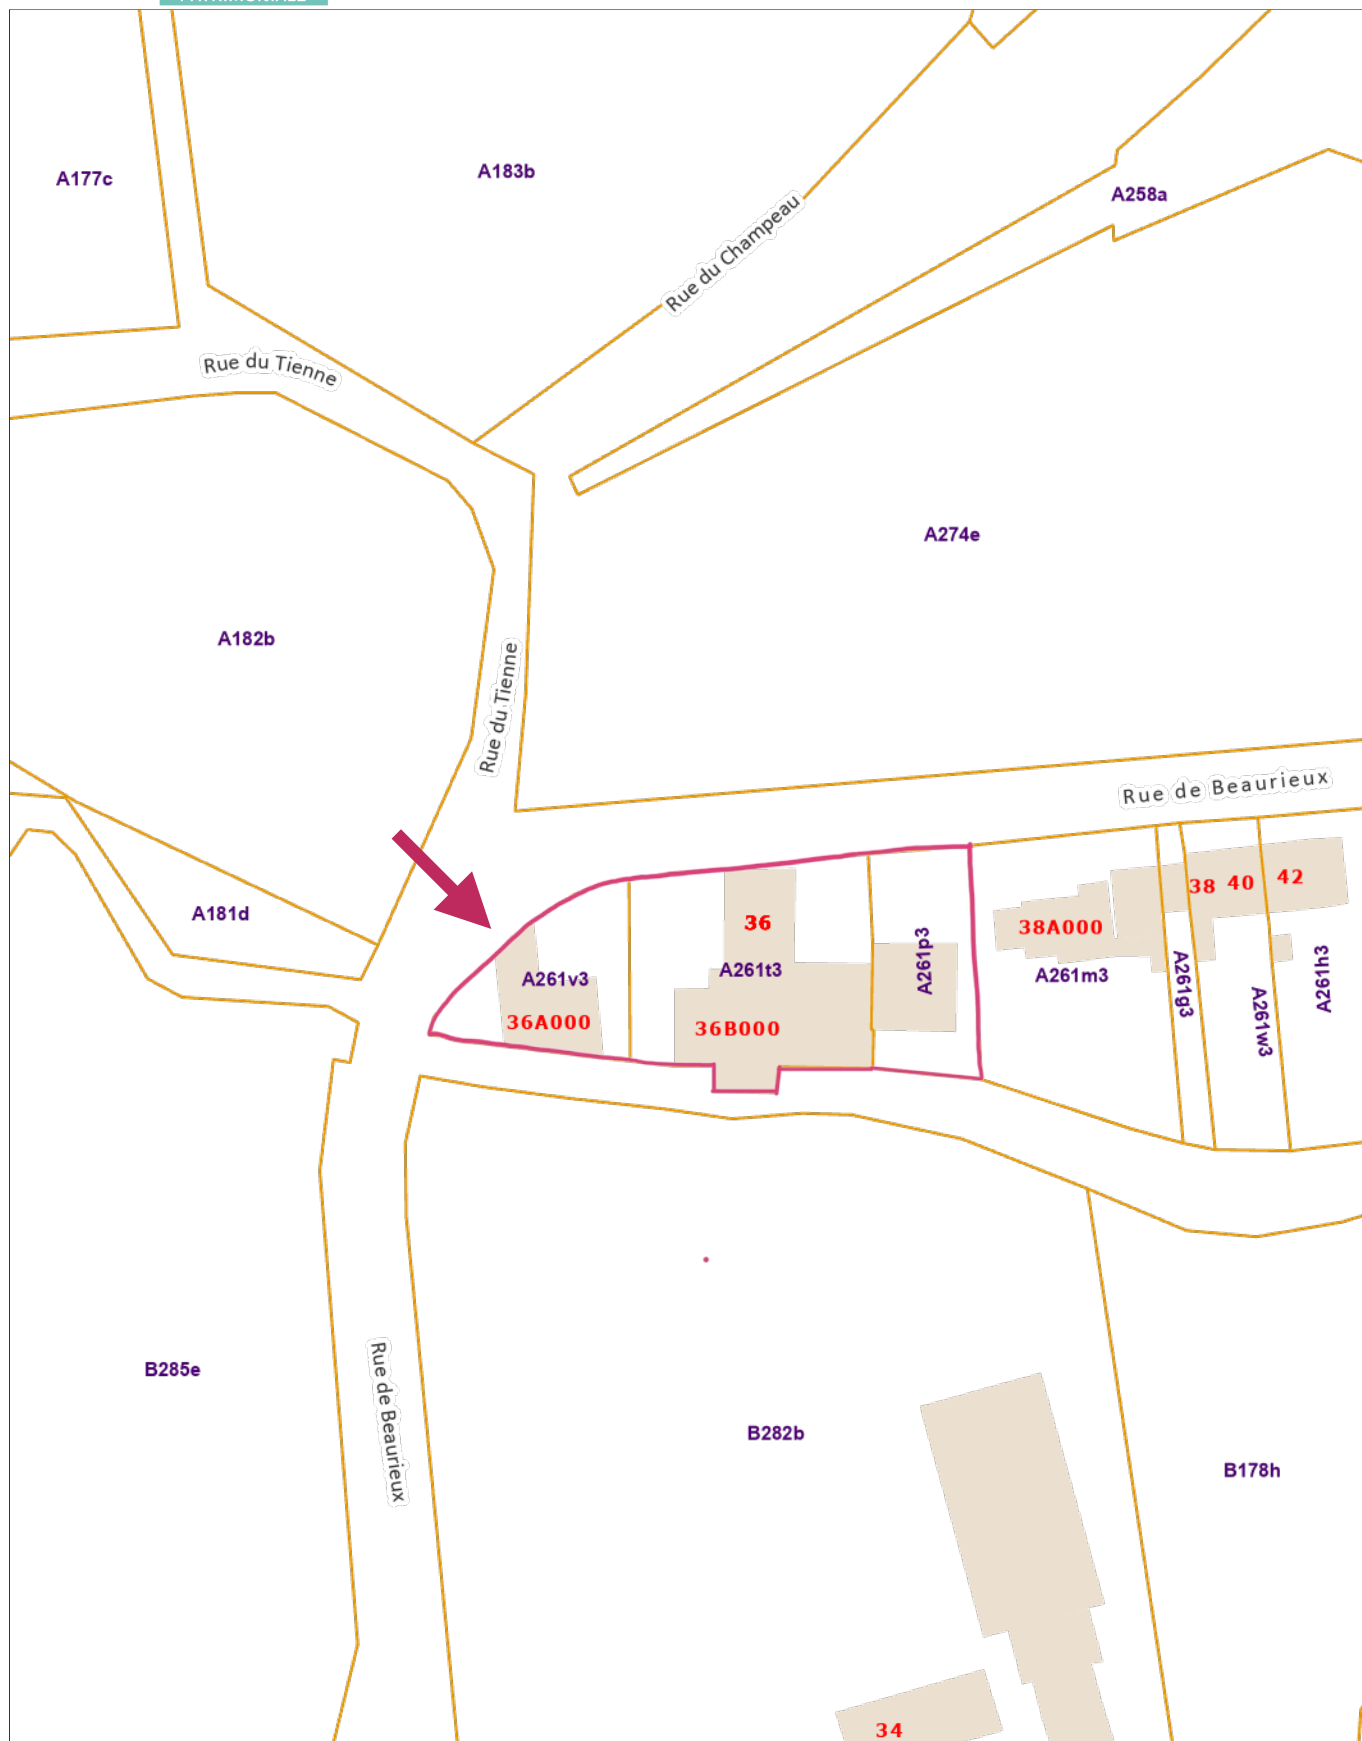 A177c
A183b
A258a
Rue du Champeau
Rue du Tienne
A274e
A182b
Rue du Tienne
Rue de Beaurieux
38 40 42
A181d
36
38A000
A261v3
A261t3
A261p3
A261m3
A261g3
A261w3
A261h3
36A000
36B000
B285e
Rue de Beaurieux
B282b
B178h
34